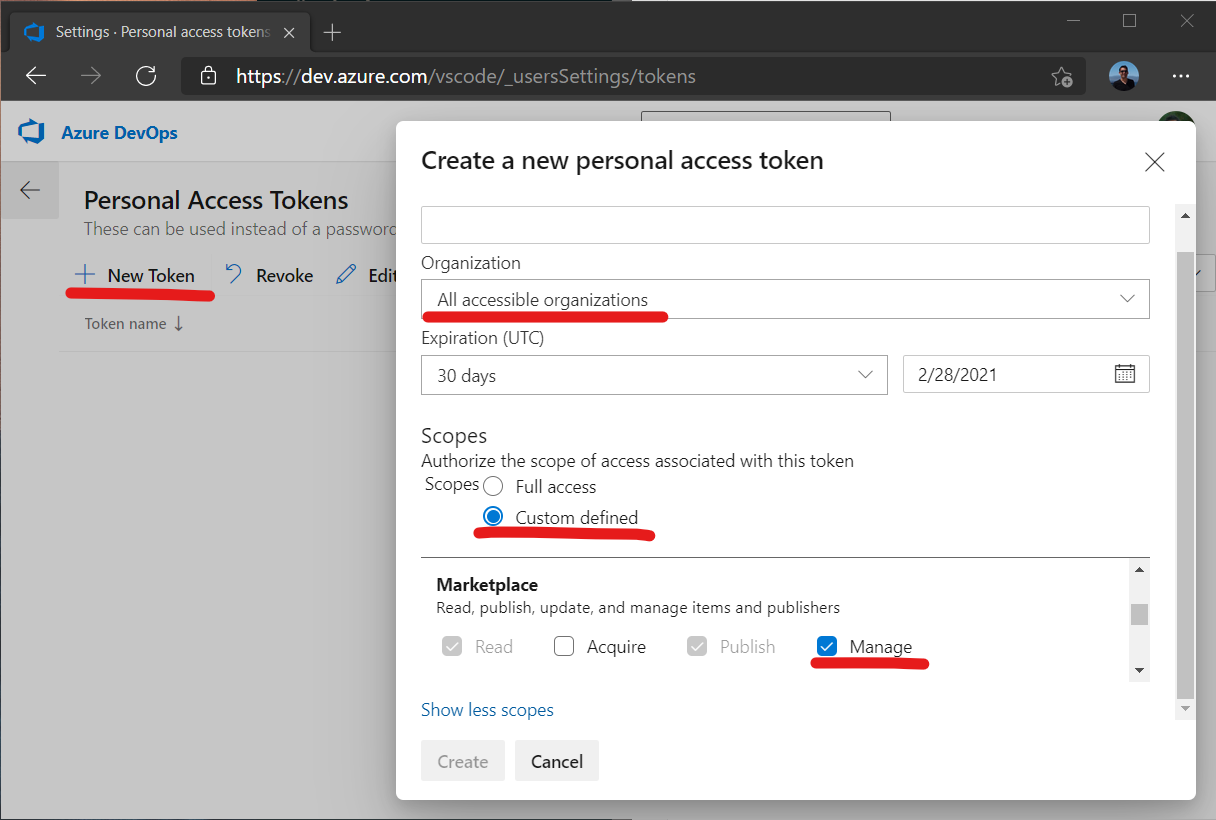 Settings · Personal access tokens
https://dev.azure.com/vscode/_usersSettings/tokens
Azure DevOps
Personal Access Tokens
These can be used instead of a password
New Token
Revoke
Edit
Token name ↓
Create a new personal access token
Organization
All accessible organizations
Expiration (UTC)
30 days
2/28/2021
Scopes
Authorize the scope of access associated with this token
Scopes
Full access
Custom defined
Marketplace
Read, publish, update, and manage items and publishers
Read
Acquire
Publish
Manage
Show less scopes
Create
Cancel